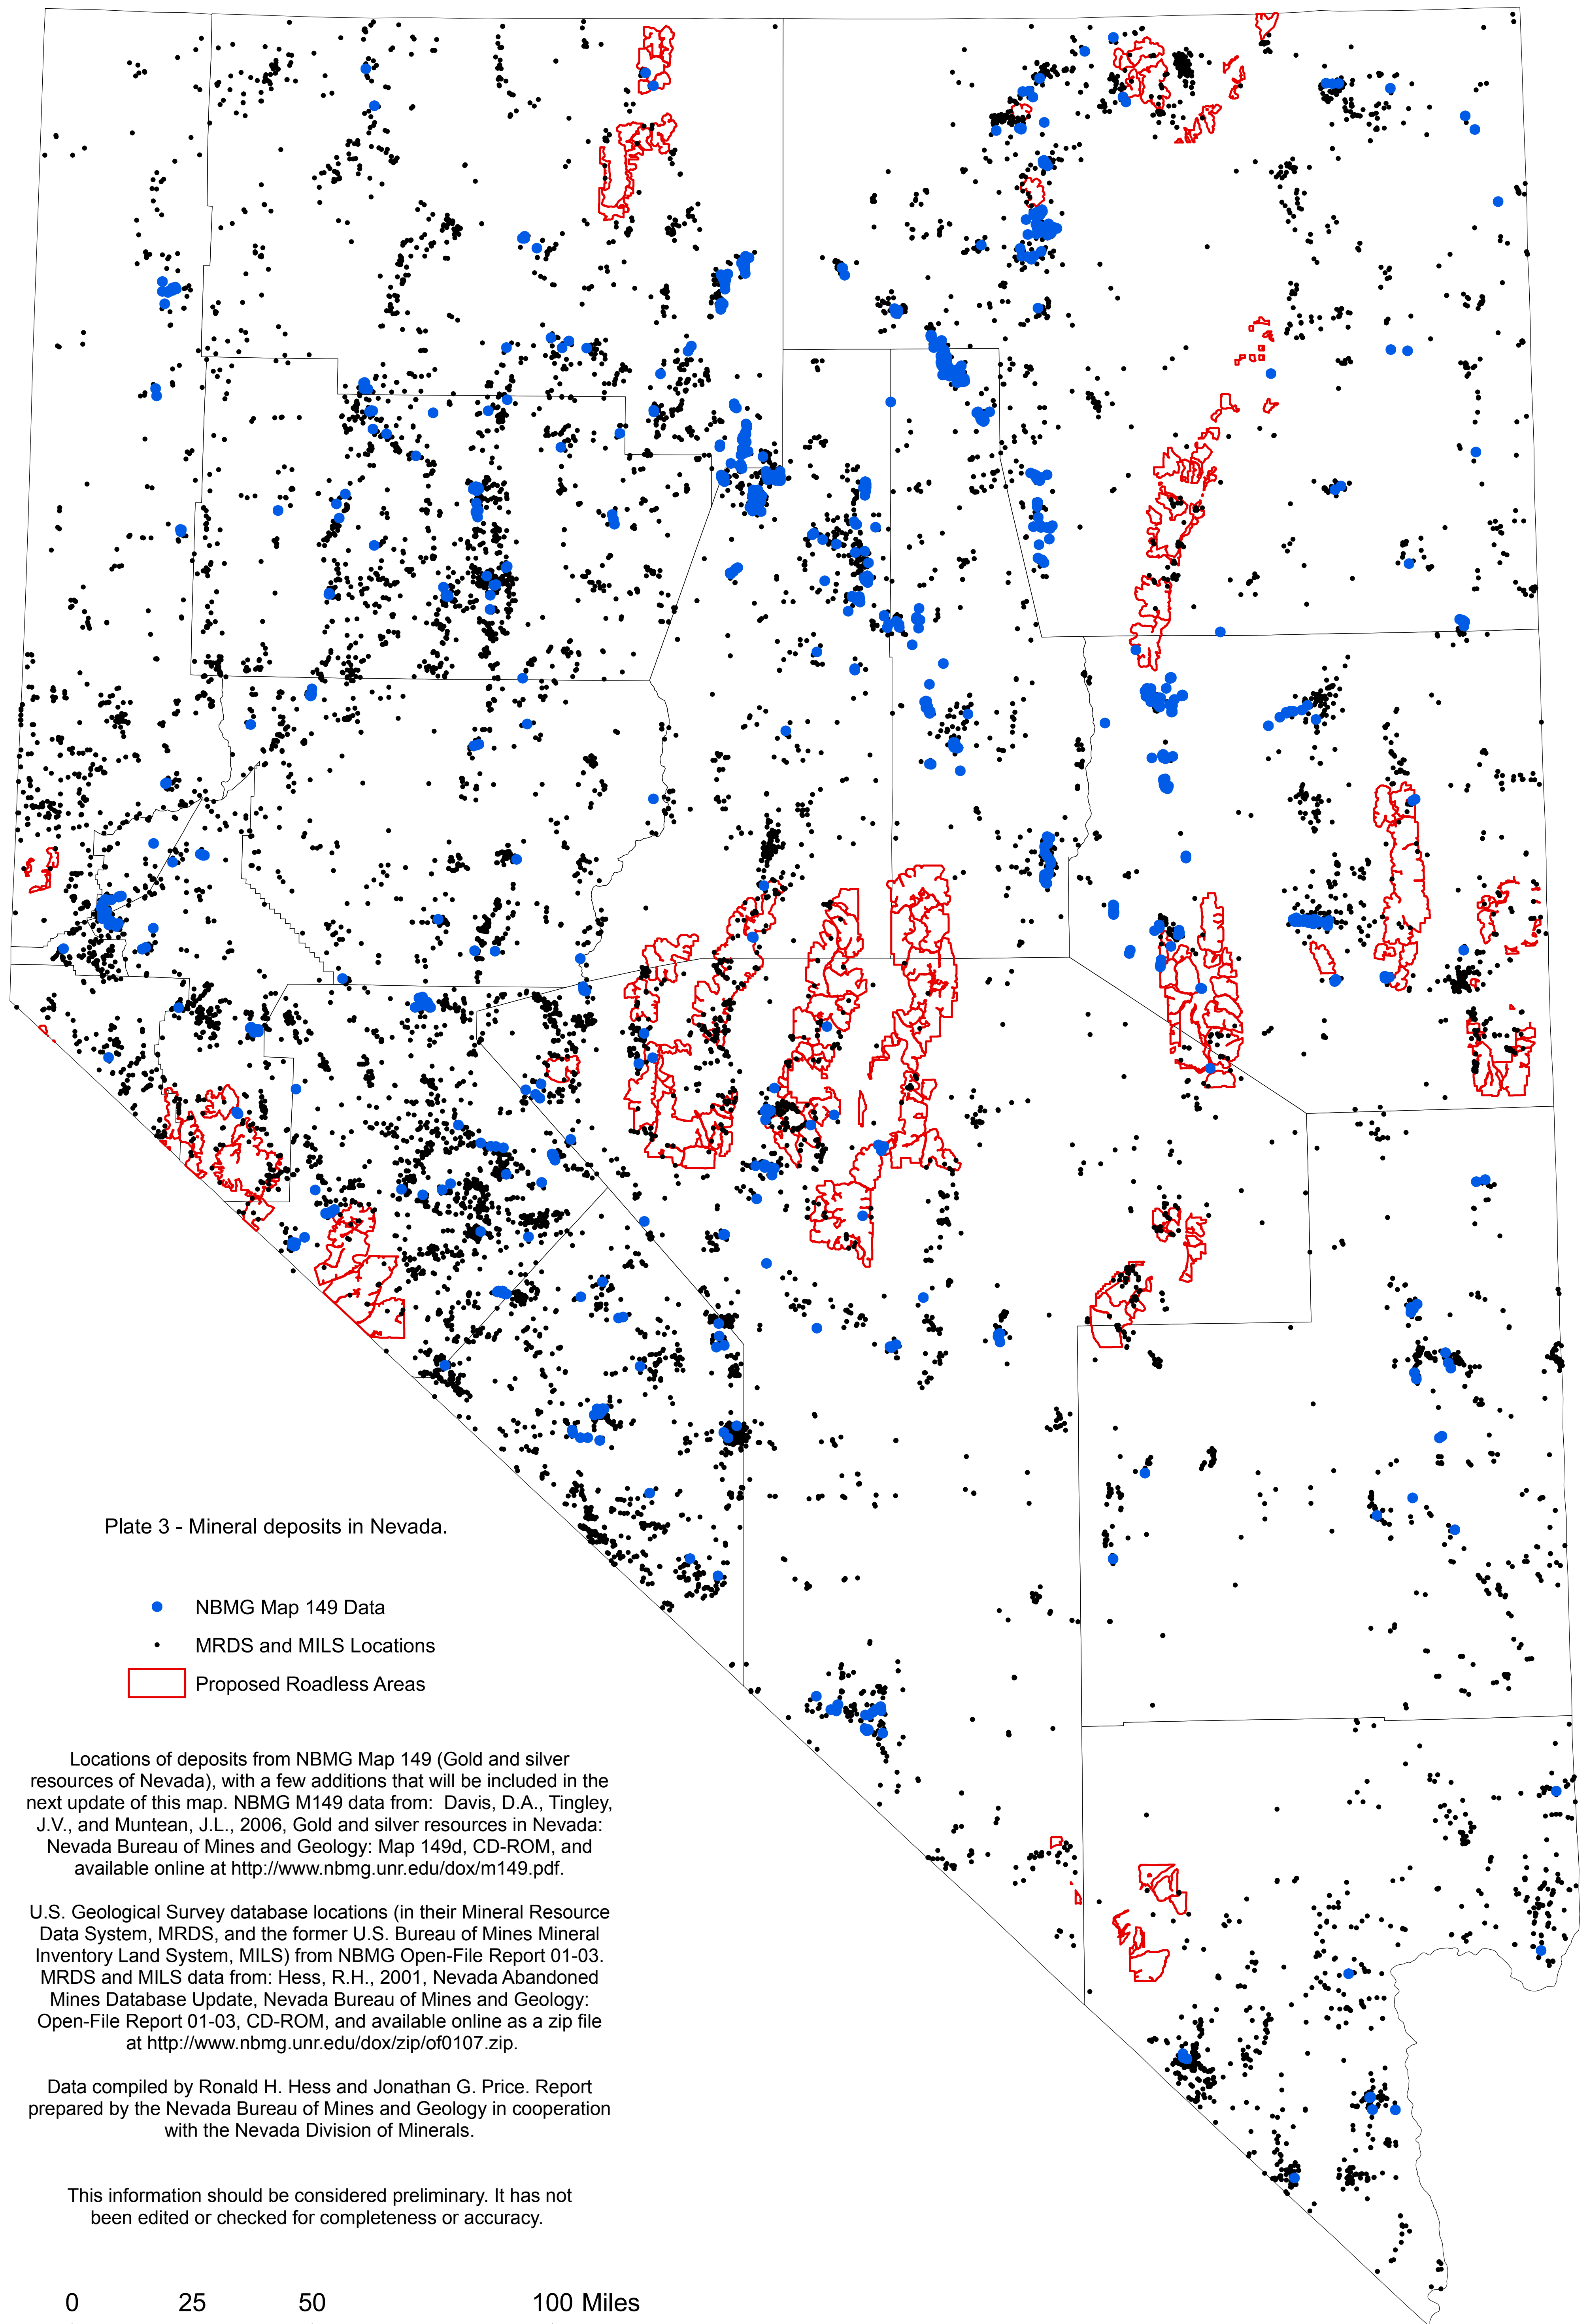 Plate 3 - Mineral deposits in Nevada.
NBMG Map 149 Data
MRDS and MILS Locations
Proposed Roadless Areas
Locations of deposits from NBMG Map 149 (Gold and silver
resources of Nevada), with a few additions that will be included in the
next update of this map. NBMG M149 data from:  Davis, D.A., Tingley,
J.V., and Muntean, J.L., 2006, Gold and silver resources in Nevada:
Nevada Bureau of Mines and Geology: Map 149d, CD-ROM, and
available online at http://www.nbmg.unr.edu/dox/m149.pdf.
U.S. Geological Survey database locations (in their Mineral Resource
Data System, MRDS, and the former U.S. Bureau of Mines Mineral
Inventory Land System, MILS) from NBMG Open-File Report 01-03.
MRDS and MILS data from: Hess, R.H., 2001, Nevada Abandoned
Mines Database Update, Nevada Bureau of Mines and Geology:
Open-File Report 01-03, CD-ROM, and available online as a zip file
at http://www.nbmg.unr.edu/dox/zip/of0107.zip.
Data compiled by Ronald H. Hess and Jonathan G. Price. Report
prepared by the Nevada Bureau of Mines and Geology in cooperation
with the Nevada Division of Minerals.
This information should be considered preliminary. It has not
been edited or checked for completeness or accuracy.
0 25 50 100 Miles